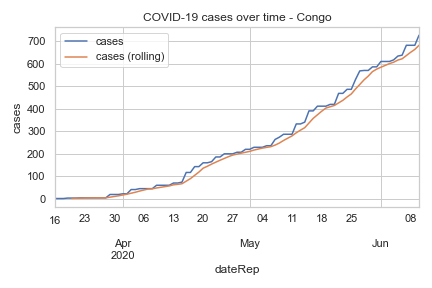 COVID-19 cases over time - Congo
cases
cases (rolling)
700
600
500
400
300
200
100
0
cases
16 23 30 06 13 20 27 04 11 18 25 08
Apr May Jun
2020
dateRep